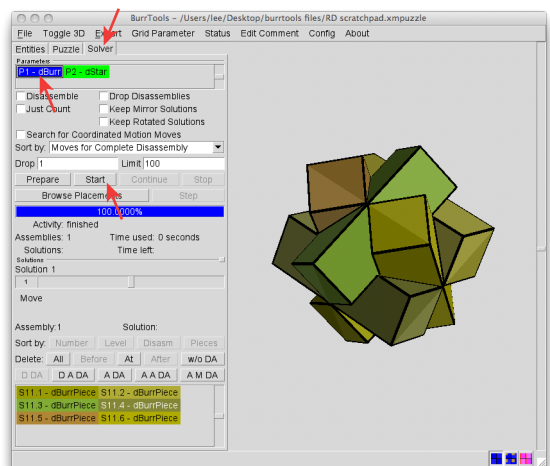 BurrTools - /Users/lee/Desktop/burrtools files/RD scratchpad.xmpuzzle
File Toggle 3D Export Grid Parameter Status Edit Comment Config About
Entities Puzzle Solver
Parameters
P1 - dBurr P2 - dStar
Disassemble Drop Disassemblies
Just Count Keep Mirror Solutions
Keep Rotated Solutions
Search for Coordinated Motion Moves
Sort by: Moves for Complete Disassembly
Drop 1 Limit 100
Prepare Start Continue Stop
Browse Placements Step
100.0000%
Activity: finished
Assemblies: 1 Time used: 0 seconds
Solutions: Time left:
Solutions
Solution 1
1
Move
Assembly:1 Solution:
Sort by: Number Level Disasm Pieces
Delete: All Before At After w/o DA
D DA D A DA A DA A A DA A M DA
S11.1 - dBurrPiece S11.2 - dBurrPiece
S11.3 - dBurrPiece S11.4 - dBurrPiece
S11.5 - dBurrPiece S11.6 - dBurrPiece